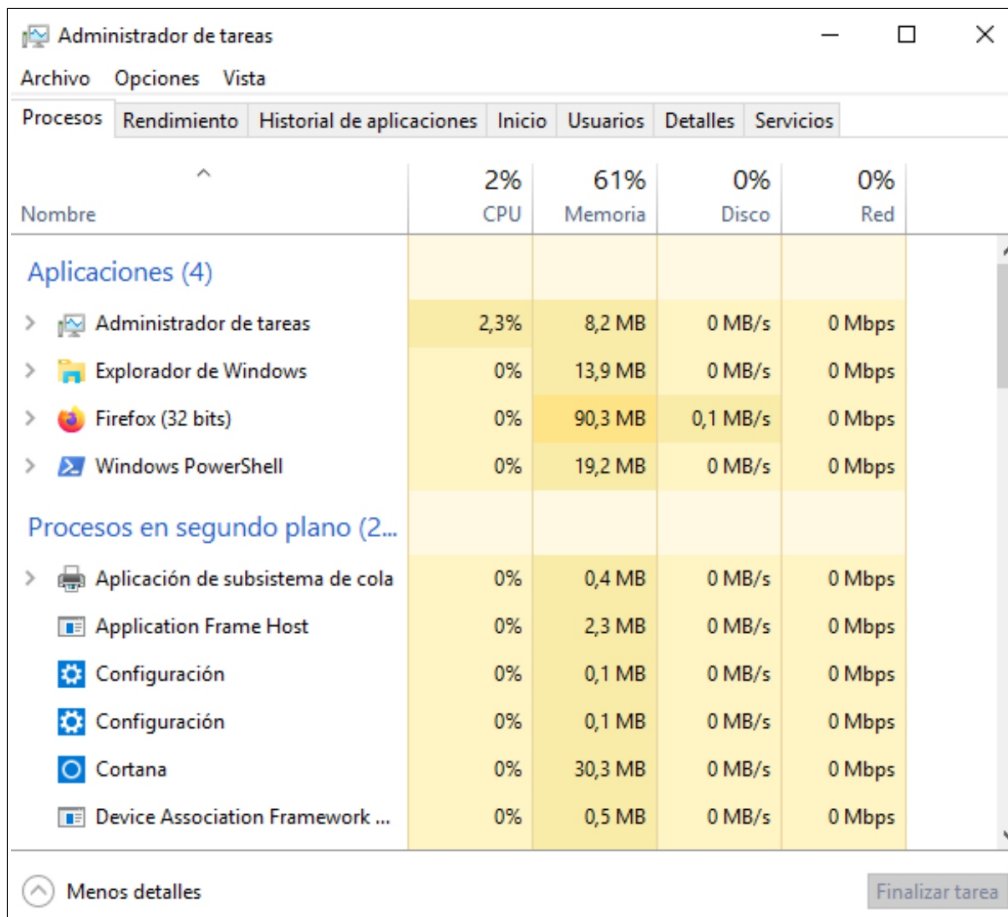 Administrador de tareas
Archivo Opciones Vista
Procesos Rendimiento Historial de aplicaciones Inicio Usuarios Detalles Servicios
2% 61% 0% 0%
Nombre CPU Memoria Disco Red
Aplicaciones (4)
Administrador de tareas 2,3% 8,2 MB 0 MB/s 0 Mbps
Explorador de Windows 0% 13,9 MB 0 MB/s 0 Mbps
Firefox (32 bits) 0% 90,3 MB 0,1 MB/s 0 Mbps
Windows PowerShell 0% 19,2 MB 0 MB/s 0 Mbps
Procesos en segundo plano (2...
Aplicación de subsistema de cola 0% 0,4 MB 0 MB/s 0 Mbps
Application Frame Host 0% 2,3 MB 0 MB/s 0 Mbps
Configuración 0% 0,1 MB 0 MB/s 0 Mbps
Configuración 0% 0,1 MB 0 MB/s 0 Mbps
Cortana 0% 30,3 MB 0 MB/s 0 Mbps
Device Association Framework ... 0% 0,5 MB 0 MB/s 0 Mbps
Menos detalles Finalizar tarea